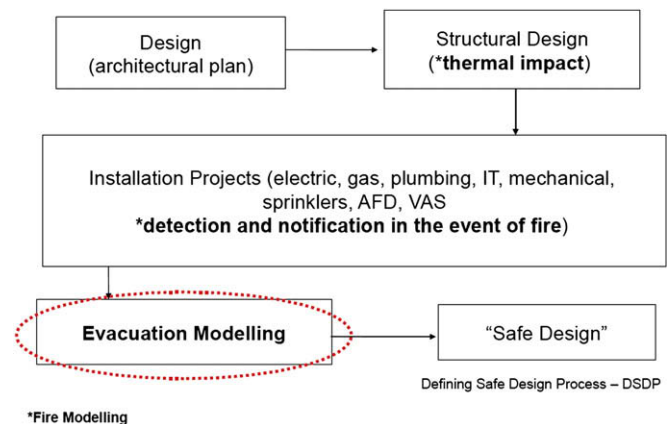 Design
(architectural plan)
Structural Design
(*thermal impact)
Installation Projects (electric, gas, plumbing, IT, mechanical,
sprinklers, AFD, VAS
*detection and notification in the event of fire)
Evacuation Modelling
“Safe Design”
Defining Safe Design Process – DSDP
*Fire Modelling